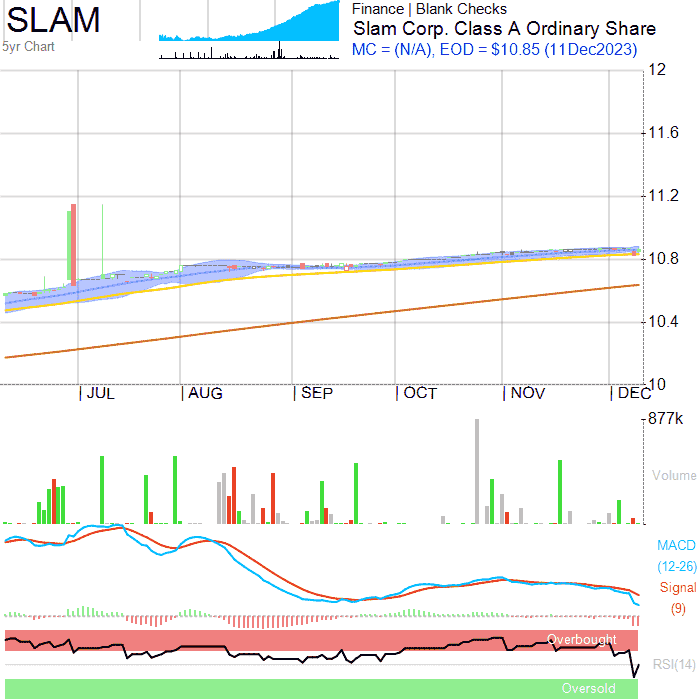 SLAM
5yr Chart
Finance | Blank Checks
Slam Corp. Class A Ordinary Share
MC = (N/A), EOD = $10.85 (11Dec2023)
12
11.6
11.2
10.8
10.4
10
| JUL | AUG | SEP | OCT | NOV | DEC
877k
Volume
MACD
(12-26)
Signal
(9)
Overbought
RSI(14)
Oversold